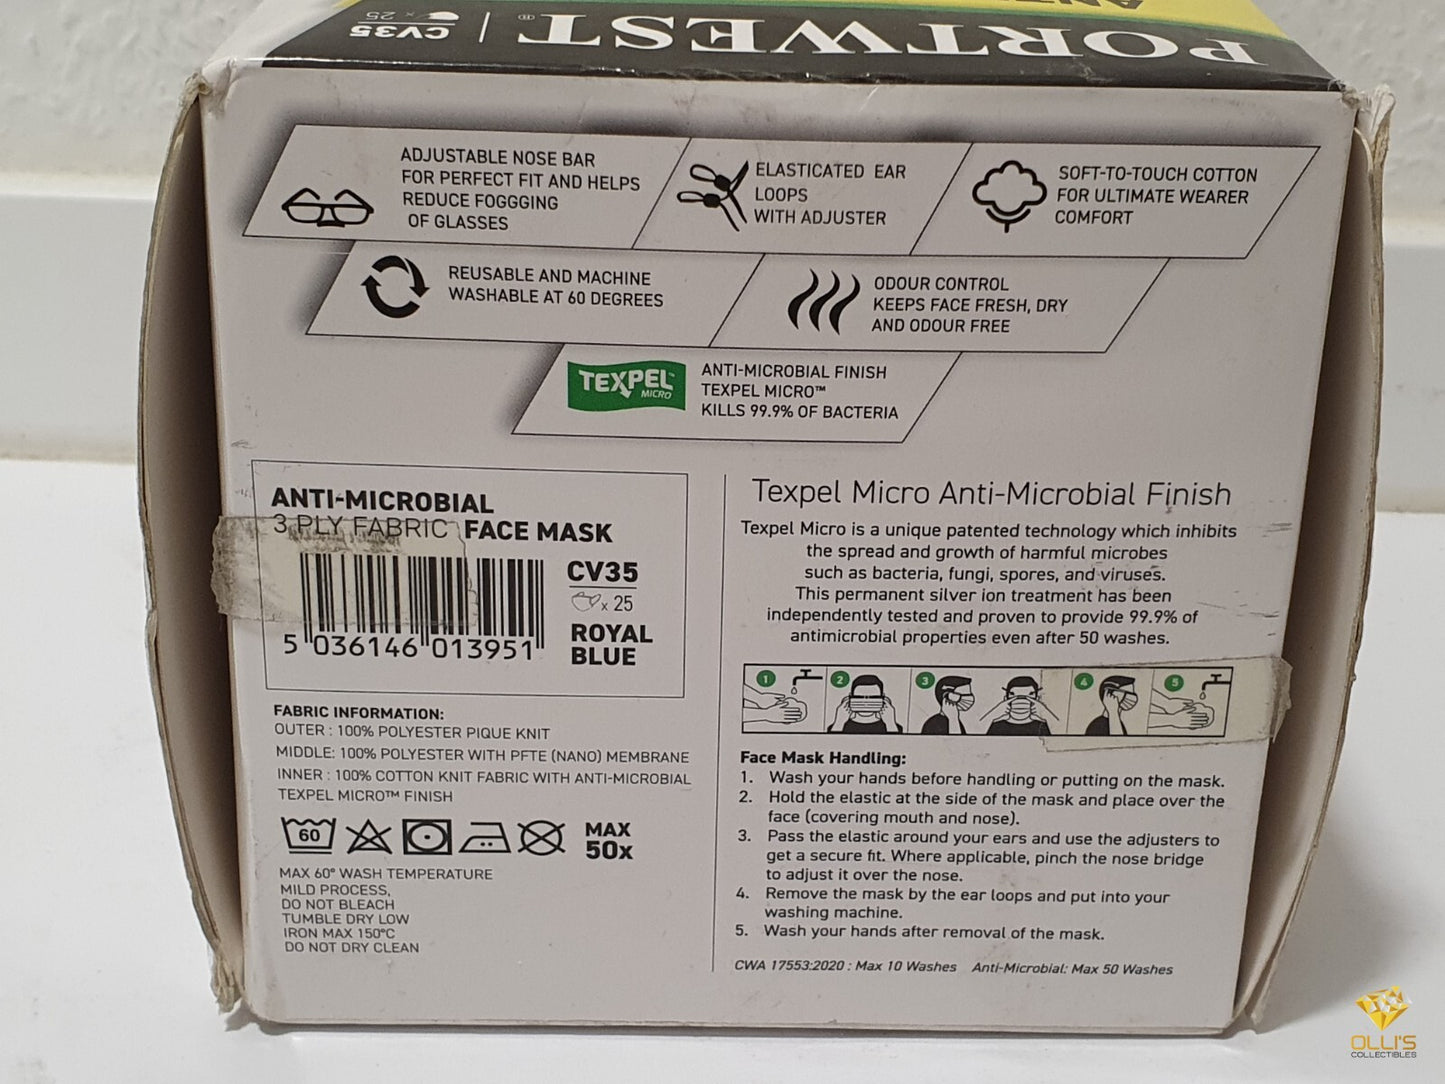 ANTI
PORTWEST® | CV35
x 25
ADJUSTABLE NOSE BAR
FOR PERFECT FIT AND HELPS
REDUCE FOGGGING
OF GLASSES
ELASTICATED EAR
LOOPS
WITH ADJUSTER
SOFT-TO-TOUCH COTTON
FOR ULTIMATE WEARER
COMFORT
REUSABLE AND MACHINE
WASHABLE AT 60 DEGREES
ODOUR CONTROL
KEEPS FACE FRESH, DRY
AND ODOUR FREE
TEXPEL™
MICRO
ANTI-MICROBIAL FINISH
TEXPEL MICRO™
KILLS 99.9% OF BACTERIA
ANTI-MICROBIAL
3 PLY FABRIC FACE MASK
CV35
x 25
ROYAL
BLUE
5 036146 013951
FABRIC INFORMATION:
OUTER : 100% POLYESTER PIQUE KNIT
MIDDLE: 100% POLYESTER WITH PFTE (NANO) MEMBRANE
INNER : 100% COTTON KNIT FABRIC WITH ANTI-MICROBIAL
TEXPEL MICRO™ FINISH
60
MAX
50x
MAX 60° WASH TEMPERATURE
MILD PROCESS,
DO NOT BLEACH
TUMBLE DRY LOW
IRON MAX 150°C
DO NOT DRY CLEAN
Texpel Micro Anti-Microbial Finish
Texpel Micro is a unique patented technology which inhibits
the spread and growth of harmful microbes
such as bacteria, fungi, spores, and viruses.
This permanent silver ion treatment has been
independently tested and proven to provide 99.9% of
antimicrobial properties even after 50 washes.
1 2 3 4 5
Face Mask Handling:
1. Wash your hands before handling or putting on the mask.
2. Hold the elastic at the side of the mask and place over the
face (covering mouth and nose).
3. Pass the elastic around your ears and use the adjusters to
get a secure fit. Where applicable, pinch the nose bridge
to adjust it over the nose.
4. Remove the mask by the ear loops and put into your
washing machine.
5. Wash your hands after removal of the mask.
CWA 17553:2020 : Max 10 Washes Anti-Microbial: Max 50 Washes
OLLI'S
COLLECTIBLES